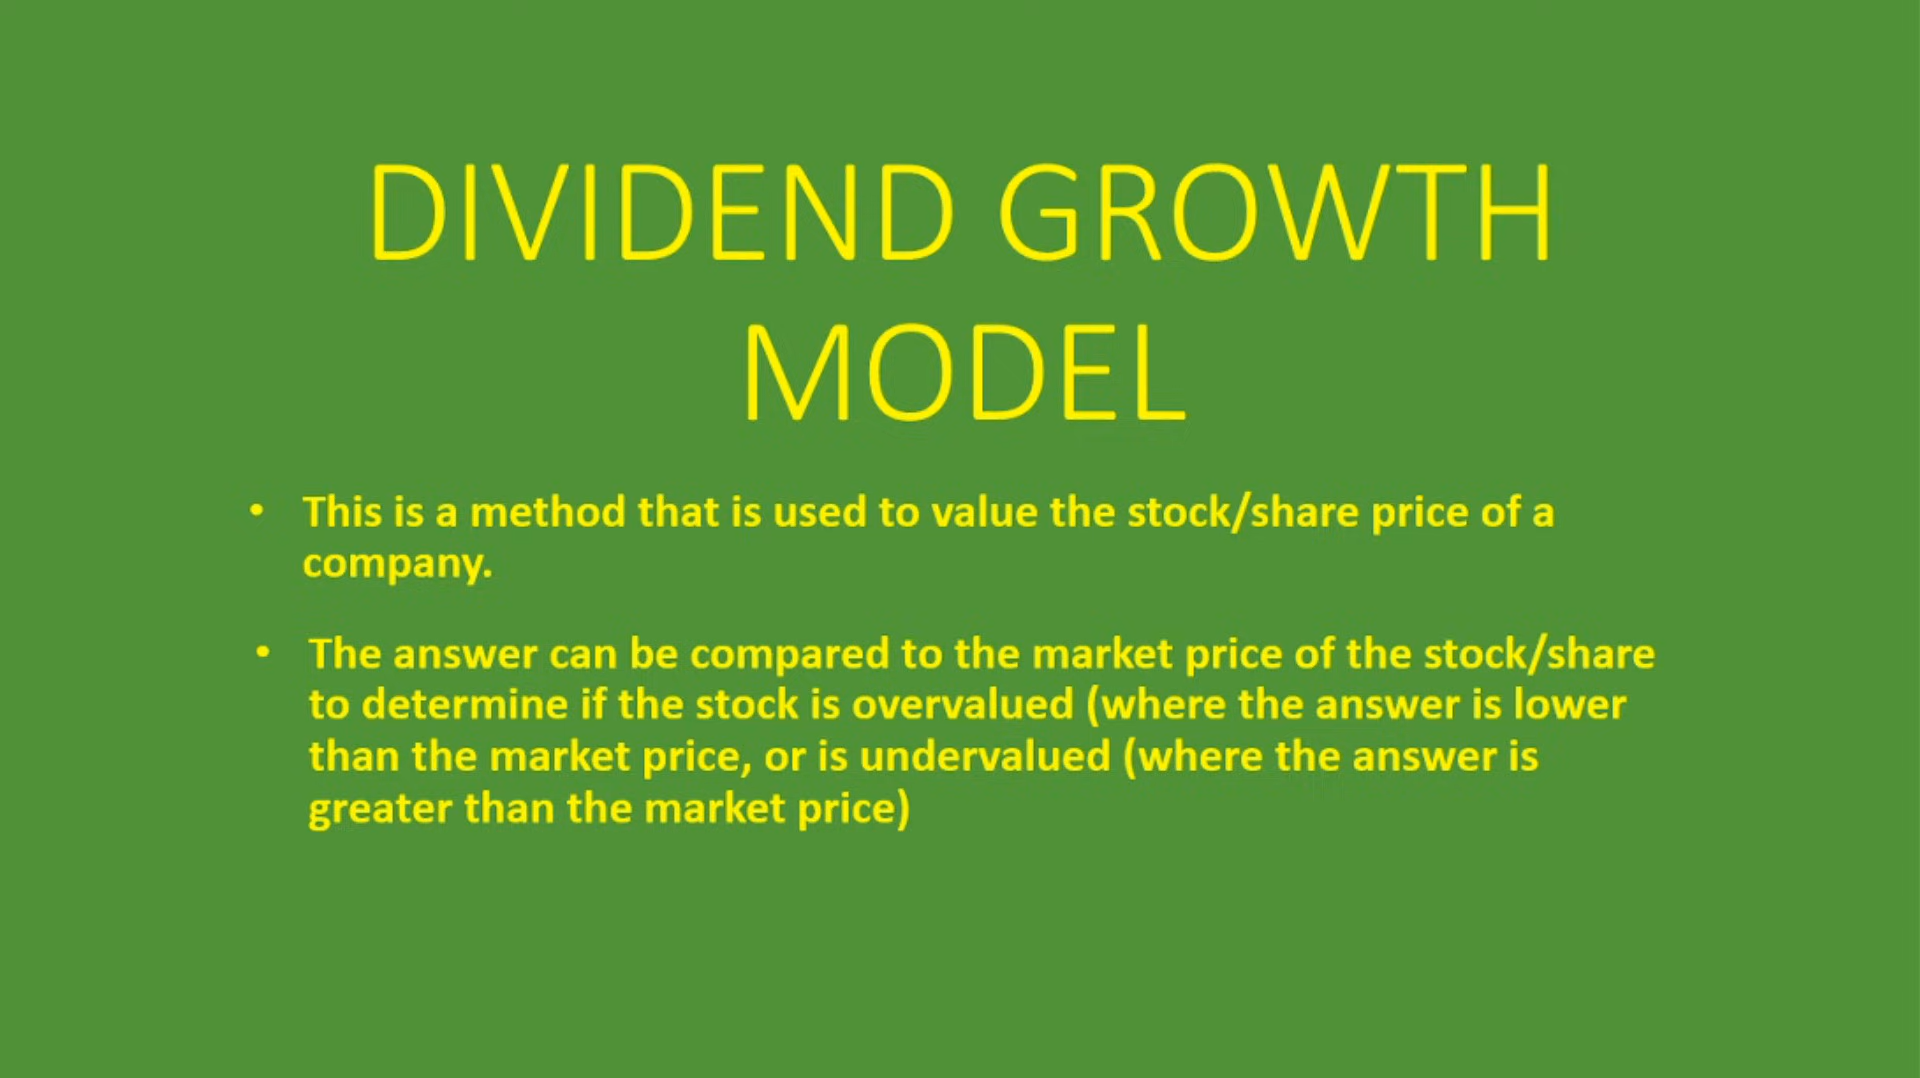 DIVIDEND GROWTH
MODEL
• This is a method that is used to value the stock/share price of a
company.
• The answer can be compared to the market price of the stock/share
to determine if the stock is overvalued (where the answer is lower
than the market price, or is undervalued (where the answer is
greater than the market price)